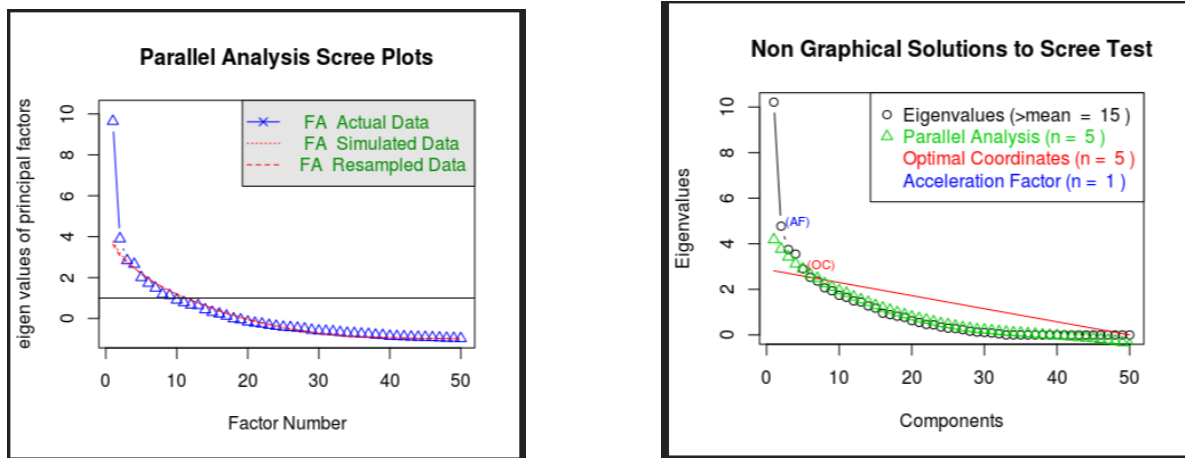 Parallel Analysis Scree Plots
eigen values of principal factors
10
8
6
4
2
0
FA Actual Data
FA Simulated Data
FA Resampled Data
0 10 20 30 40 50
Factor Number
Non Graphical Solutions to Scree Test
Eigenvalues
10
8
6
4
2
0
Eigenvalues (>mean = 15 )
Parallel Analysis (n = 5 )
Optimal Coordinates (n = 5 )
Acceleration Factor (n = 1 )
(AF)
(OC)
0 10 20 30 40 50
Components